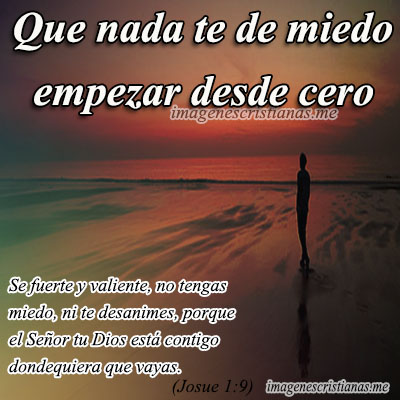 Que nada te de miedo
empezar desde cero
imagenescristianas.me
Se fuerte y valiente, no tengas
miedo, ni te desanimes, porque
el Señor tu Dios está contigo
dondequiera que vayas.
(Josue 1:9) imagenescristianas.me